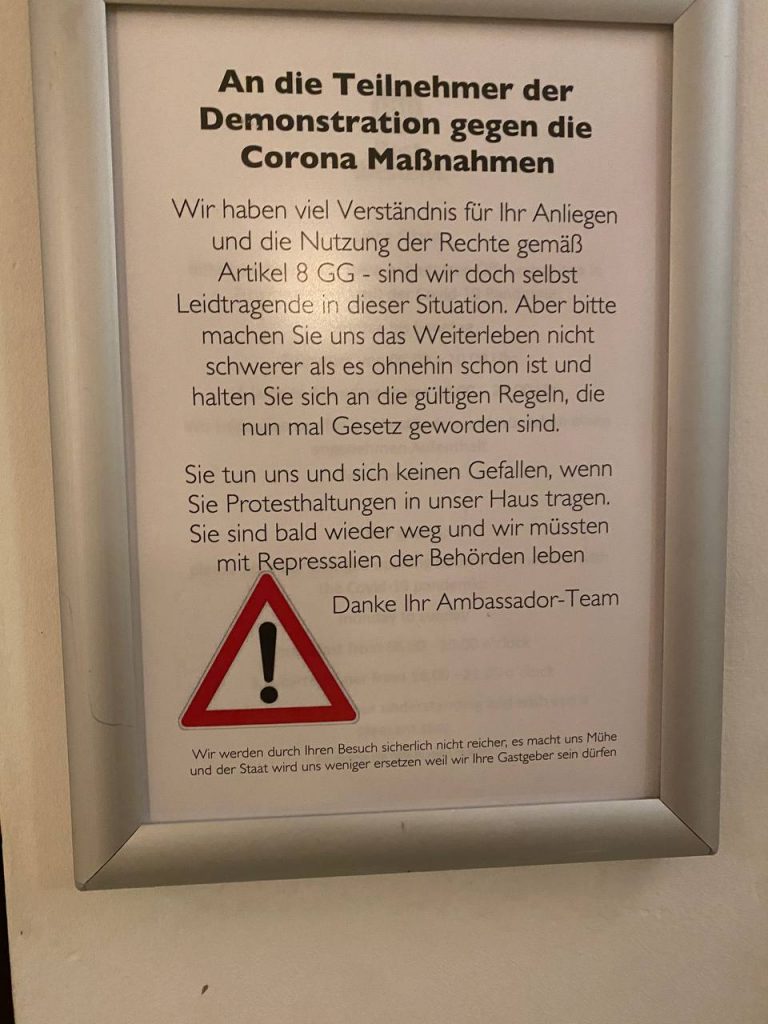 An die Teilnehmer der
Demonstration gegen die
Corona Maßnahmen
Wir haben viel Verständnis für Ihr Anliegen
und die Nutzung der Rechte gemäß
Artikel 8 GG - sind wir doch selbst
Leidtragende in dieser Situation. Aber bitte
machen Sie uns das Weiterleben nicht
schwerer als es ohnehin schon ist und
halten Sie sich an die gültigen Regeln, die
nun mal Gesetz geworden sind.
Sie tun uns und sich keinen Gefallen, wenn
Sie Protesthaltungen in unser Haus tragen.
Sie sind bald wieder weg und wir müssten
mit Repressalien der Behörden leben
Danke Ihr Ambassador-Team
Wir werden durch Ihren Besuch sicherlich nicht reicher, es macht uns Mühe
und der Staat wird uns weniger ersetzen weil wir Ihre Gastgeber sein dürfen